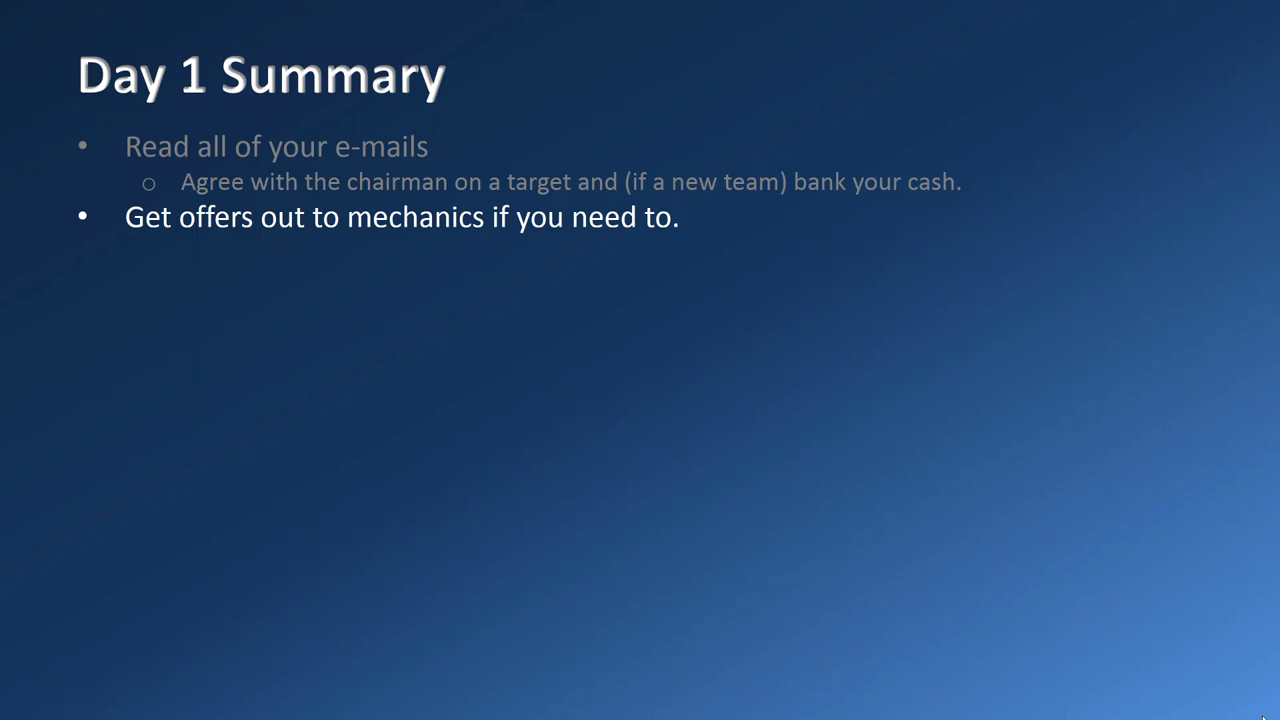 Day 1 Summary
• Read all of your e-mails
o Agree with the chairman on a target and (if a new team) bank your cash.
• Get offers out to mechanics if you need to.